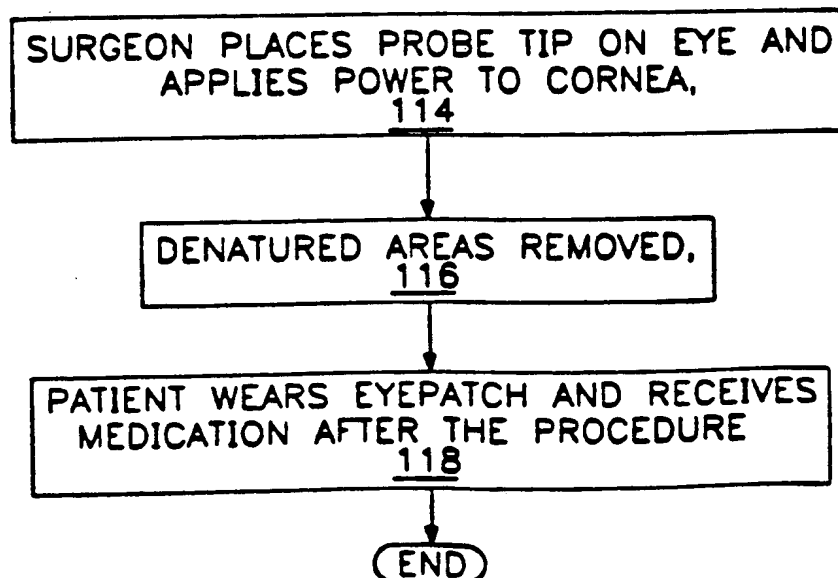 SURGEON PLACES PROBE TIP ON EYE AND
APPLIES POWER TO CORNEA,
114
DENATURED AREAS REMOVED,
116
PATIENT WEARS EYEPATCH AND RECEIVES
MEDICATION AFTER THE PROCEDURE
118
END